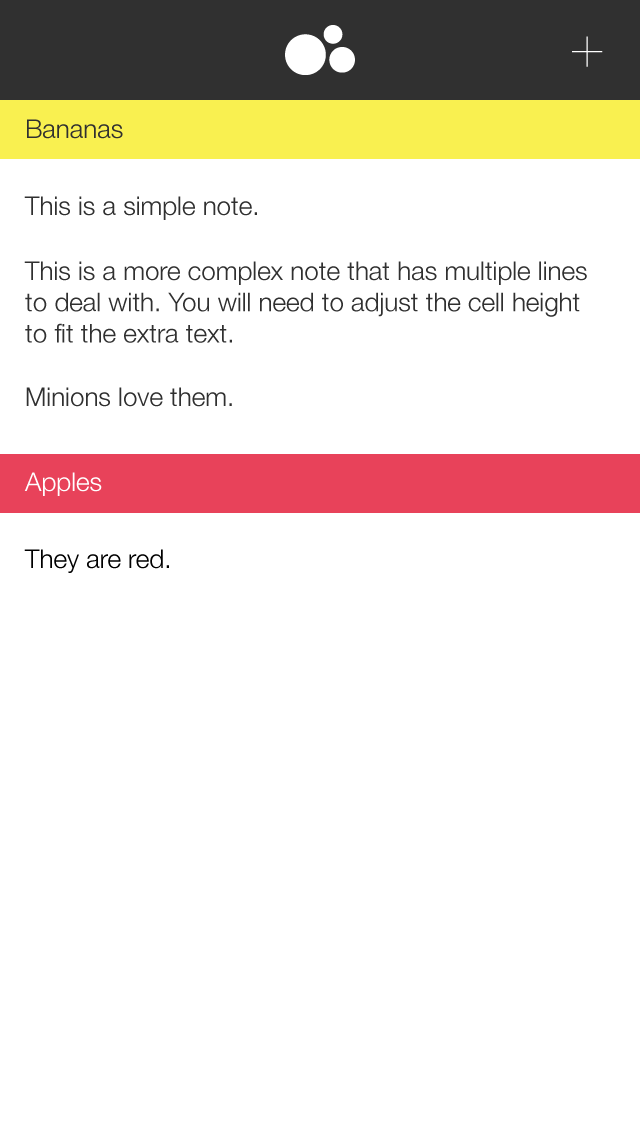 Bananas
This is a simple note.
This is a more complex note that has multiple lines
to deal with. You will need to adjust the cell height
to fit the extra text.
Minions love them.
Apples
They are red.